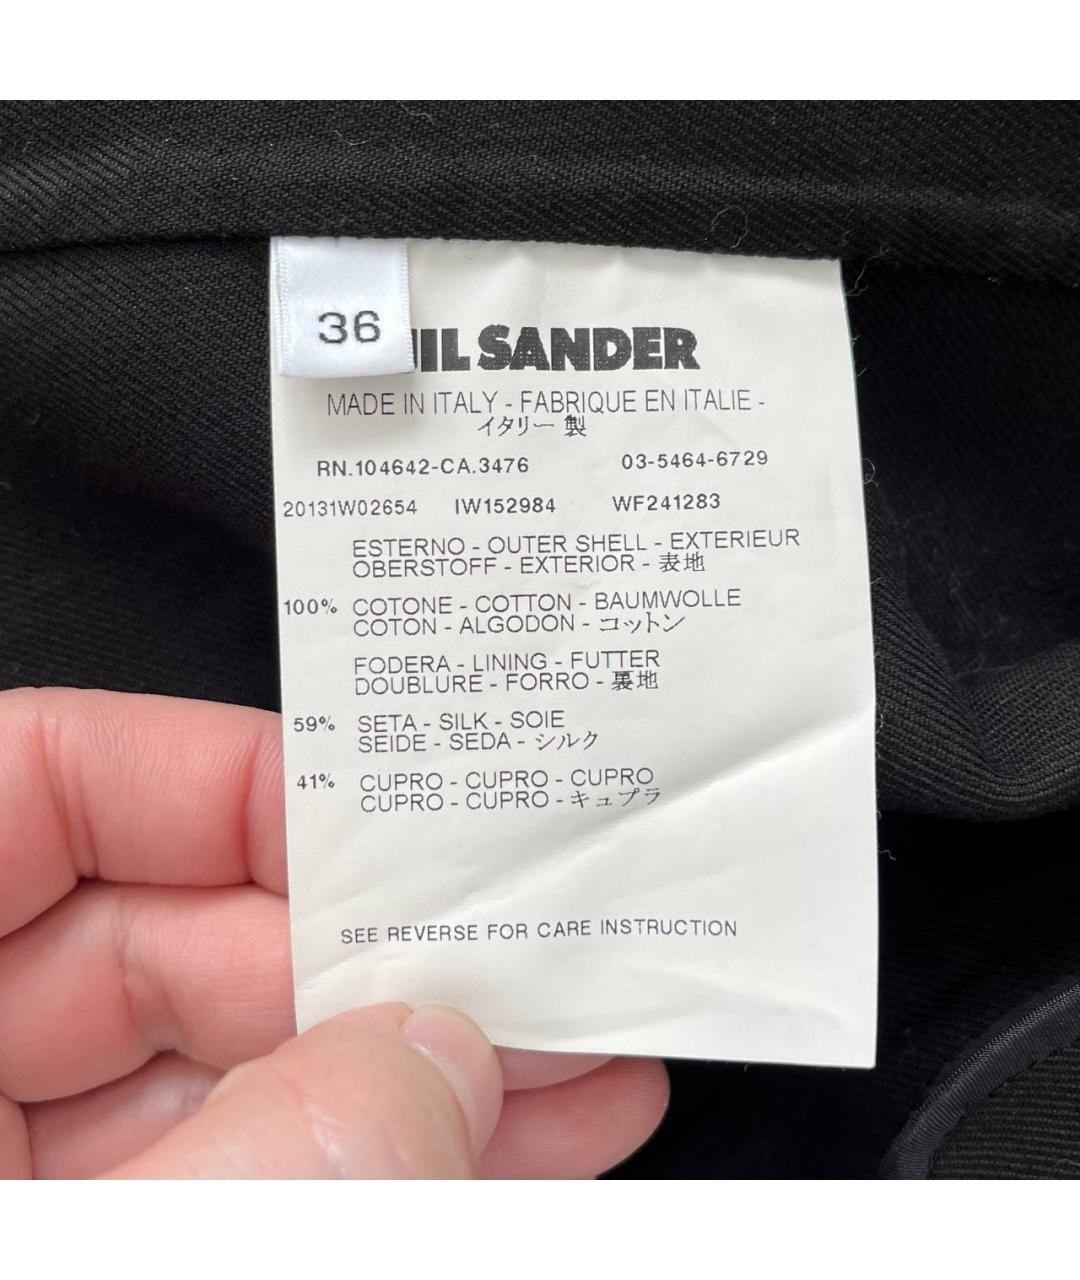 36
JIL SANDER
MADE IN ITALY - FABRIQUE EN ITALIE -
イタリー 製
RN.104642-CA.3476 03-5464-6729
20131W02654 IW152984 WF241283
ESTERNO - OUTER SHELL - EXTERIEUR
OBERSTOFF - EXTERIOR - 表地
100% COTONE - COTTON - BAUMWOLLE
COTON - ALGODON - コットン
FODERA - LINING - FUTTER
DOUBLURE - FORRO - 裏地
59% SETA - SILK - SOIE
SEIDE - SEDA - シルク
41% CUPRO - CUPRO - CUPRO
CUPRO - CUPRO - キュプラ
SEE REVERSE FOR CARE INSTRUCTION